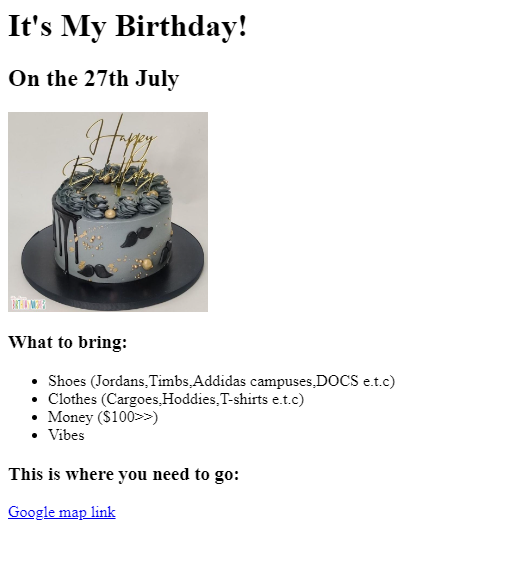 It's My Birthday!
On the 27th July
Happy
Birthday
What to bring:
Shoes (Jordans,Timbs,Addidas campuses,DOCS e.t.c)
Clothes (Cargoes,Hoddies,T-shirts e.t.c)
Money ($100>>)
Vibes
This is where you need to go:
Google map link